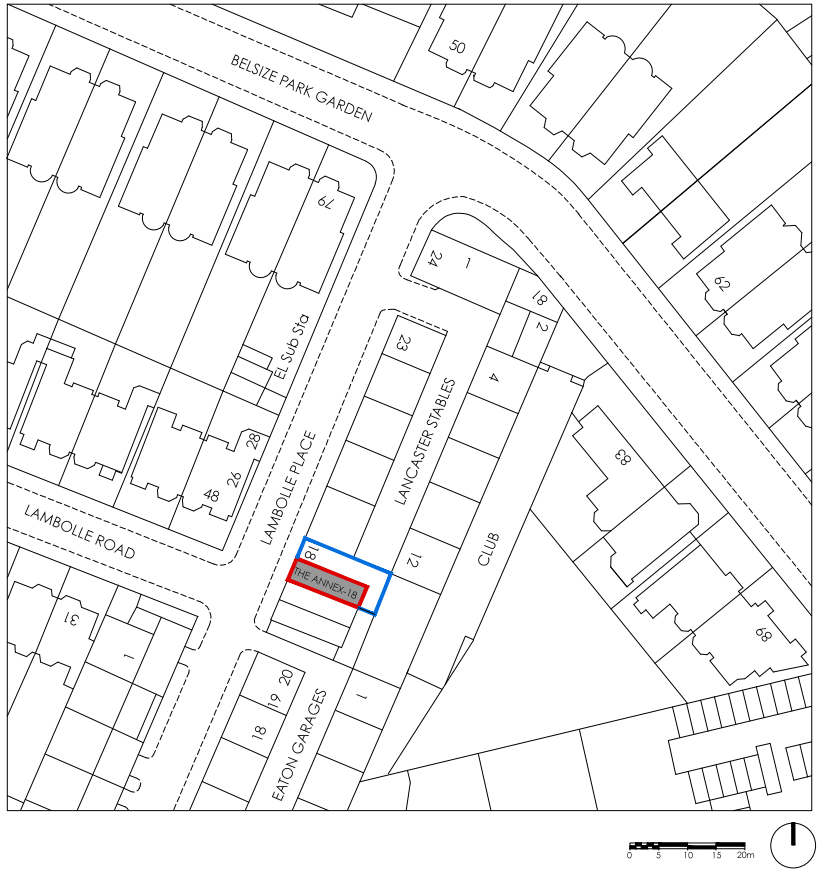 50
BELSIZE PARK GARDEN
79
24
1
62
81
2
El Sub Sta
23
4
LANCASTER STABLES
28
26
48
83
LAMBOLLE PLACE
LAMBOLLE ROAD
18
12
CLUB
THE ANNEX-18
31
1
89
20
19
18
1
EATON GARAGES
0 5 10 15 20m